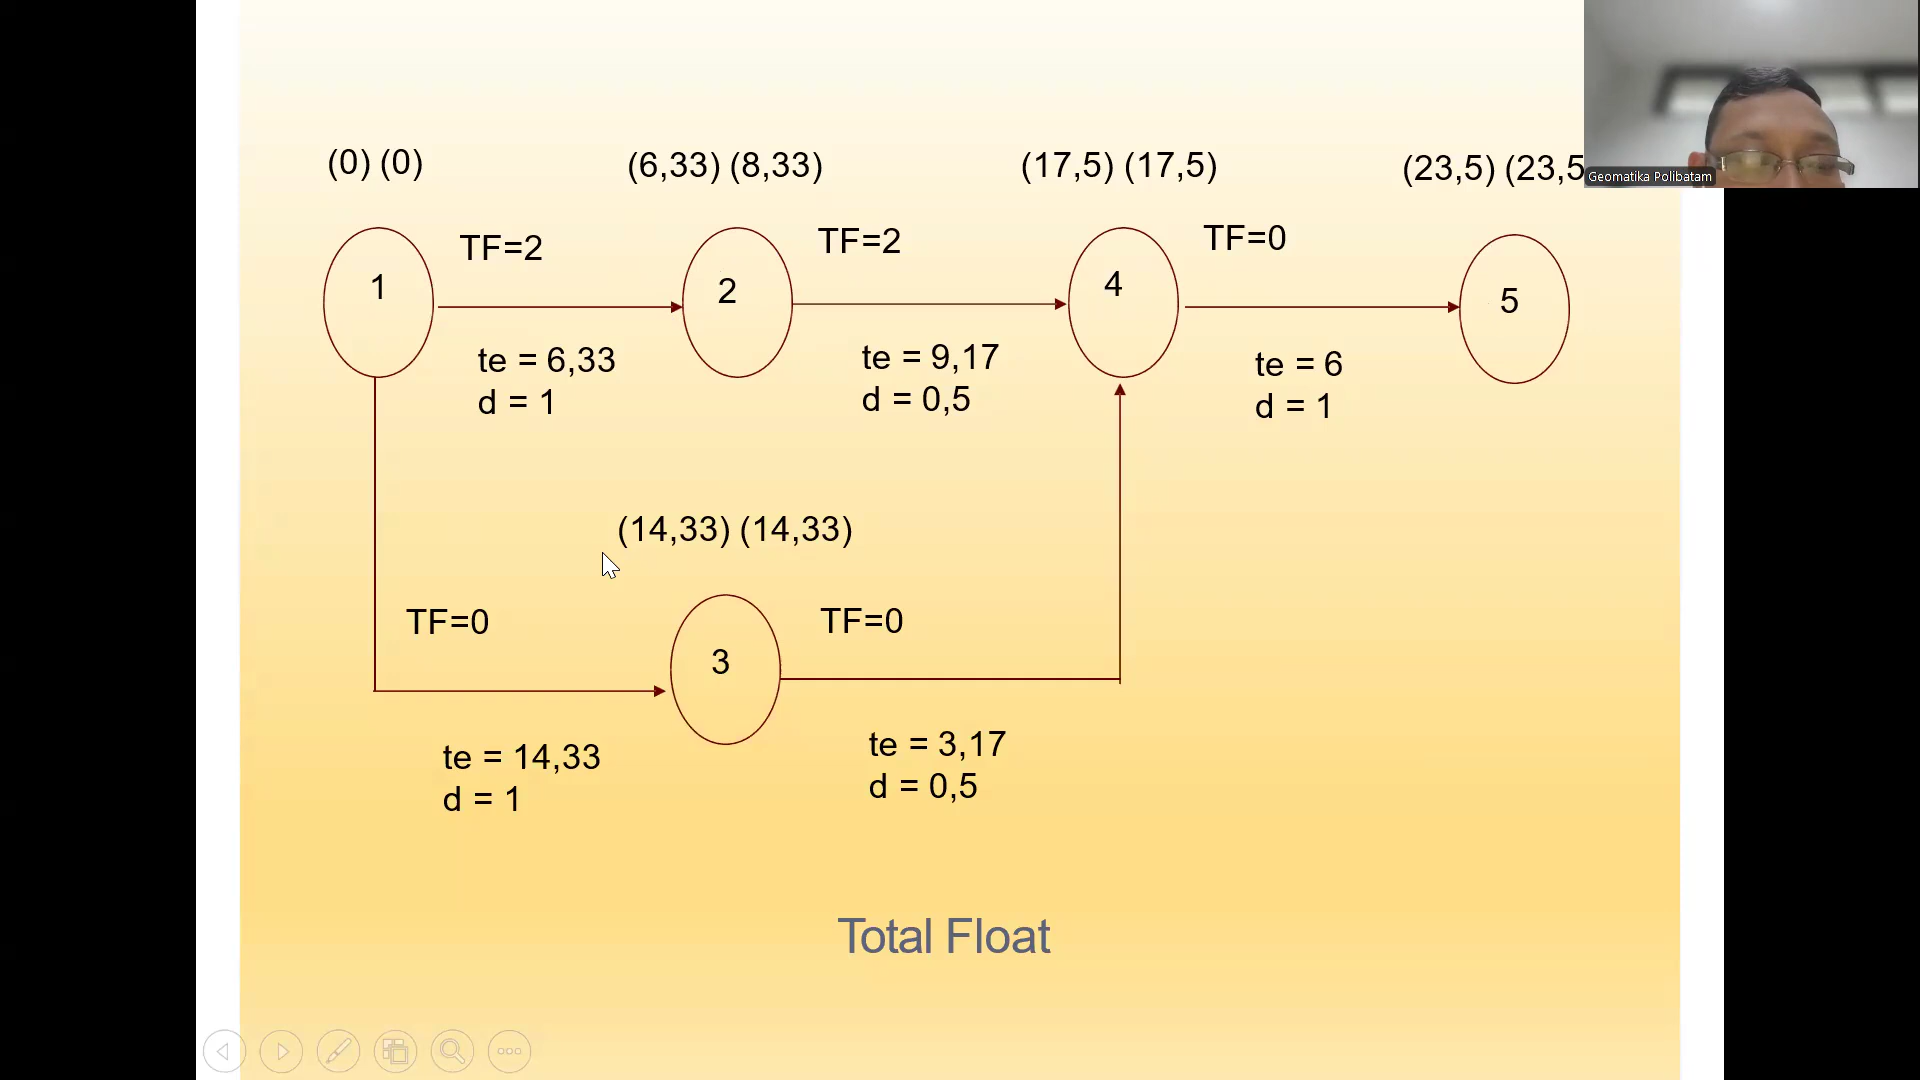 (0) (0)
(6,33) (8,33)
(17,5) (17,5)
(23,5) (23,5
Geomatika Polibatam
TF=2
TF=2
TF=0
1
2
4
5
te = 6,33
d = 1
te = 9,17
d = 0,5
te = 6
d = 1
(14,33) (14,33)
TF=0
TF=0
3
te = 14,33
d = 1
te = 3,17
d = 0,5
Total Float